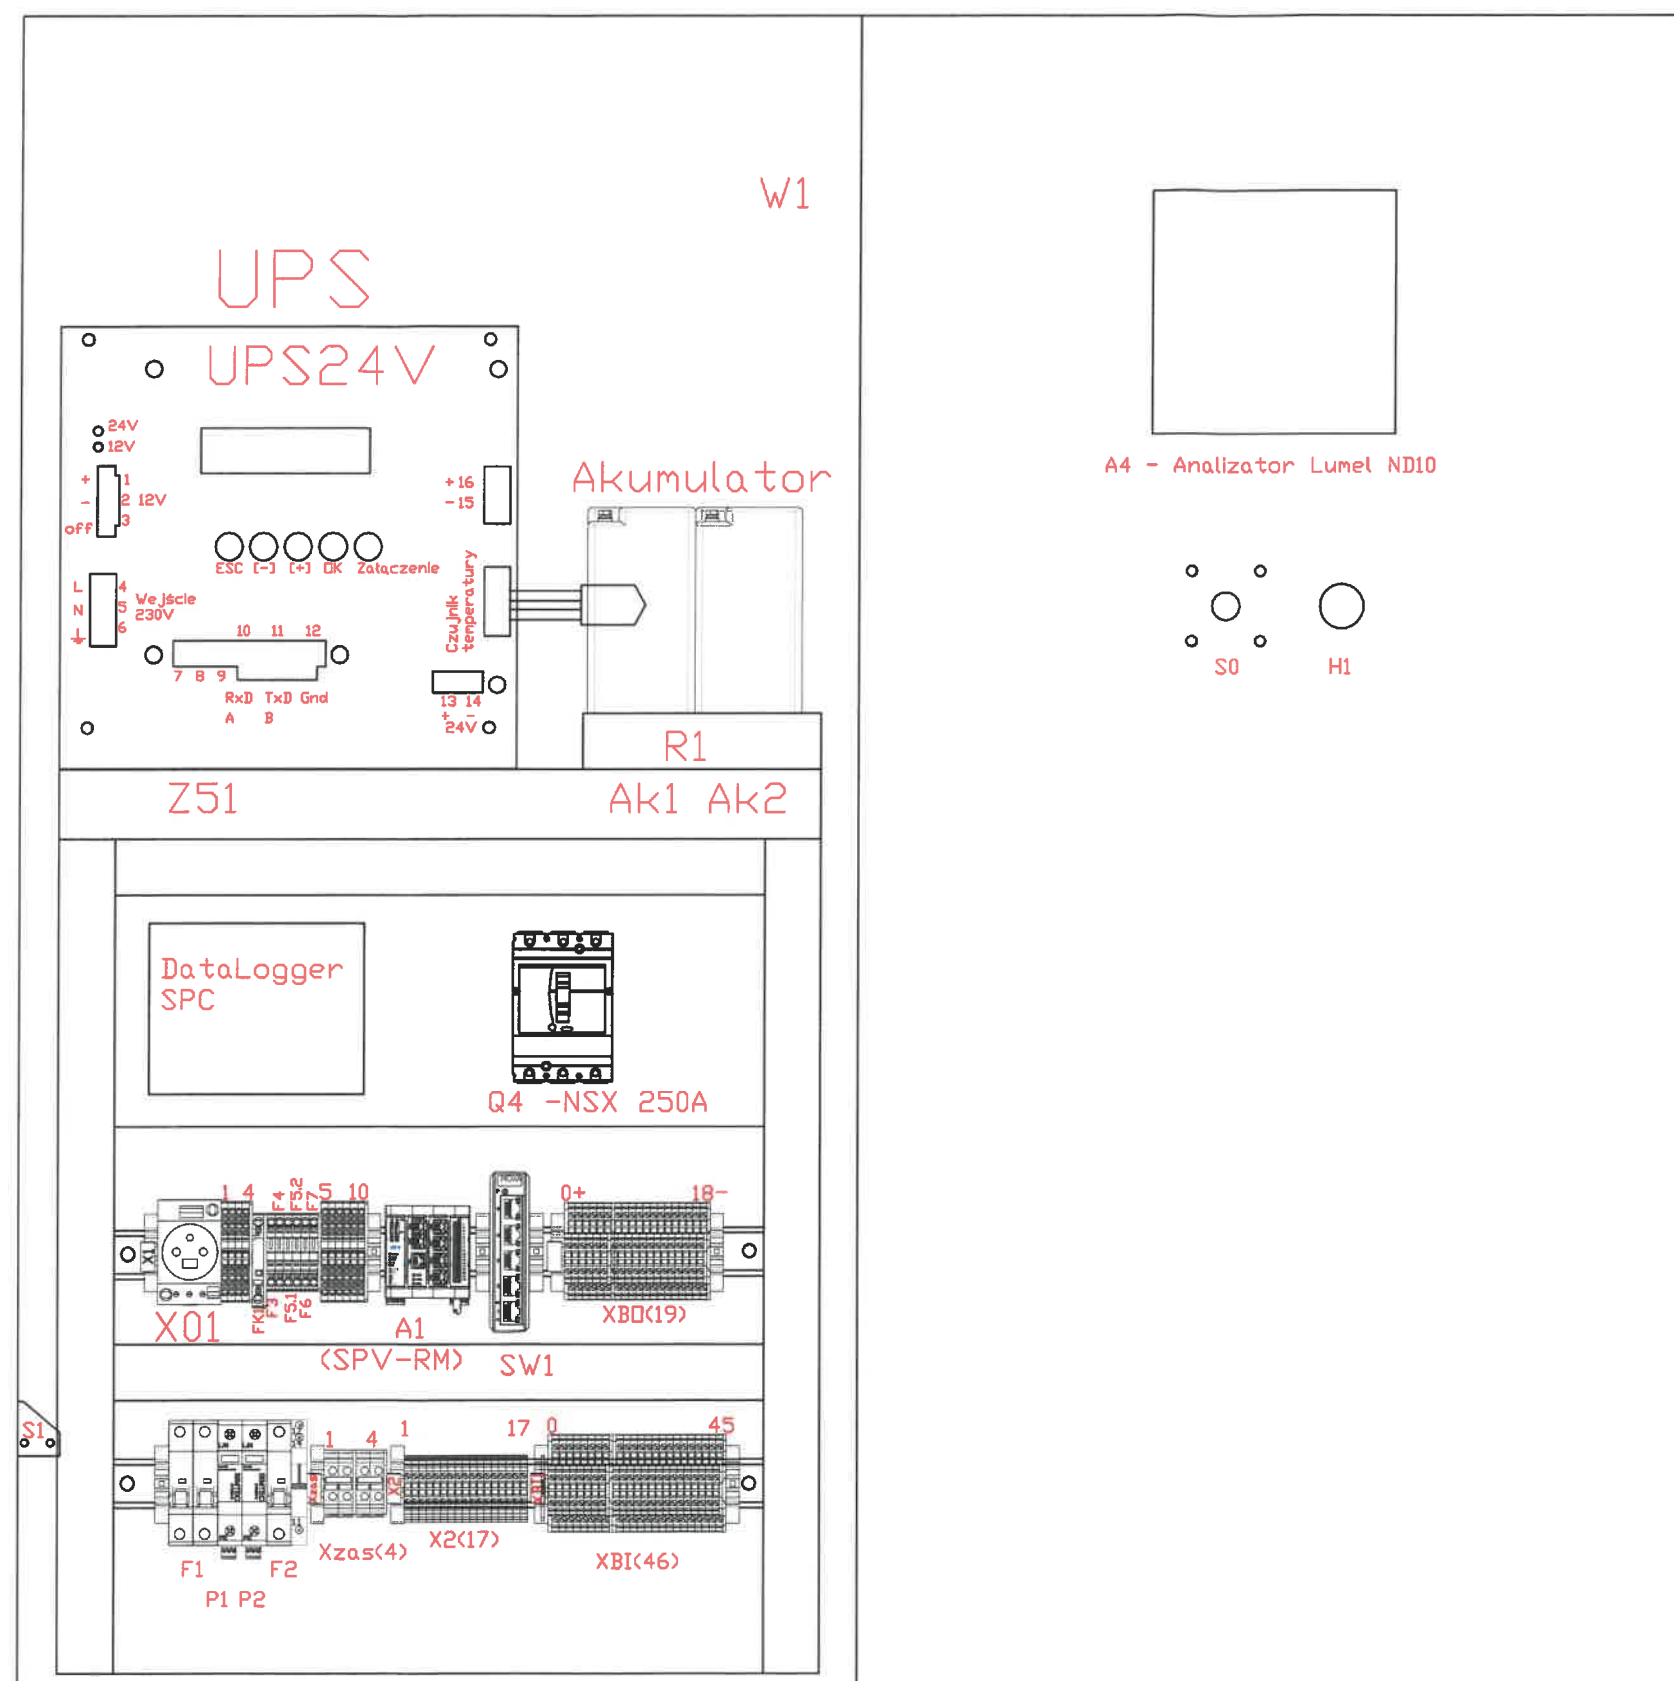 W1
UPS
UPS24V
24V
12V
+ 1
- 2 12V
off 3
+16
-15
Akumulator
A4 - Analizator Lumel ND10
ESC [-] [+] OK Załączenie
Czujnik
temperatury
L 4
N 5
6
Wejście
230V
10 11 12
7 8 9
RxD TxD Gnd
A B
13 14
+ -
24V
S0
H1
R1
Z51
Ak1 Ak2
DataLogger
SPC
Q4 -NSX 250A
1 4
F4
F5.2
F7
5 10
0+ 18-
X1
X01
FK1
F3
F5.1
F6
A1
(SPV-RM)
SW1
XBO(19)
S1
1 4
1 17
0 45
Xzas
X2
XBI
F1
F2
P1 P2
Xzas(4)
X2(17)
XBI(46)